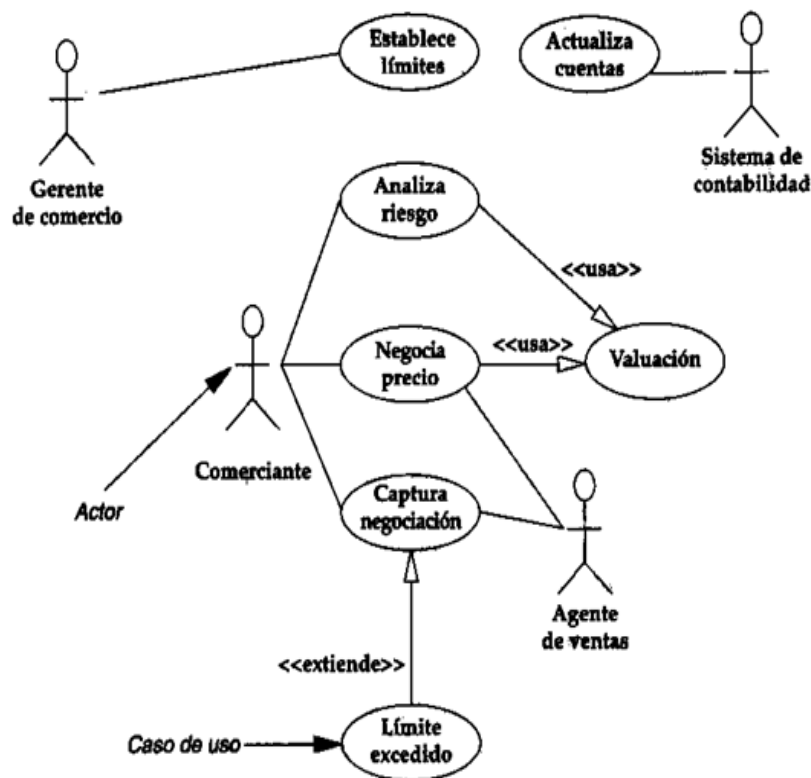 Establece
límites
Actualiza
cuentas
Gerente
de comercio
Sistema de
contabilidad
Analiza
riesgo
<<usa>>
Negocia
precio
<<usa>>
Valuación
Comerciante
Actor
Captura
negociación
Agente
de ventas
<<extiende>>
Caso de uso
Límite
excedido